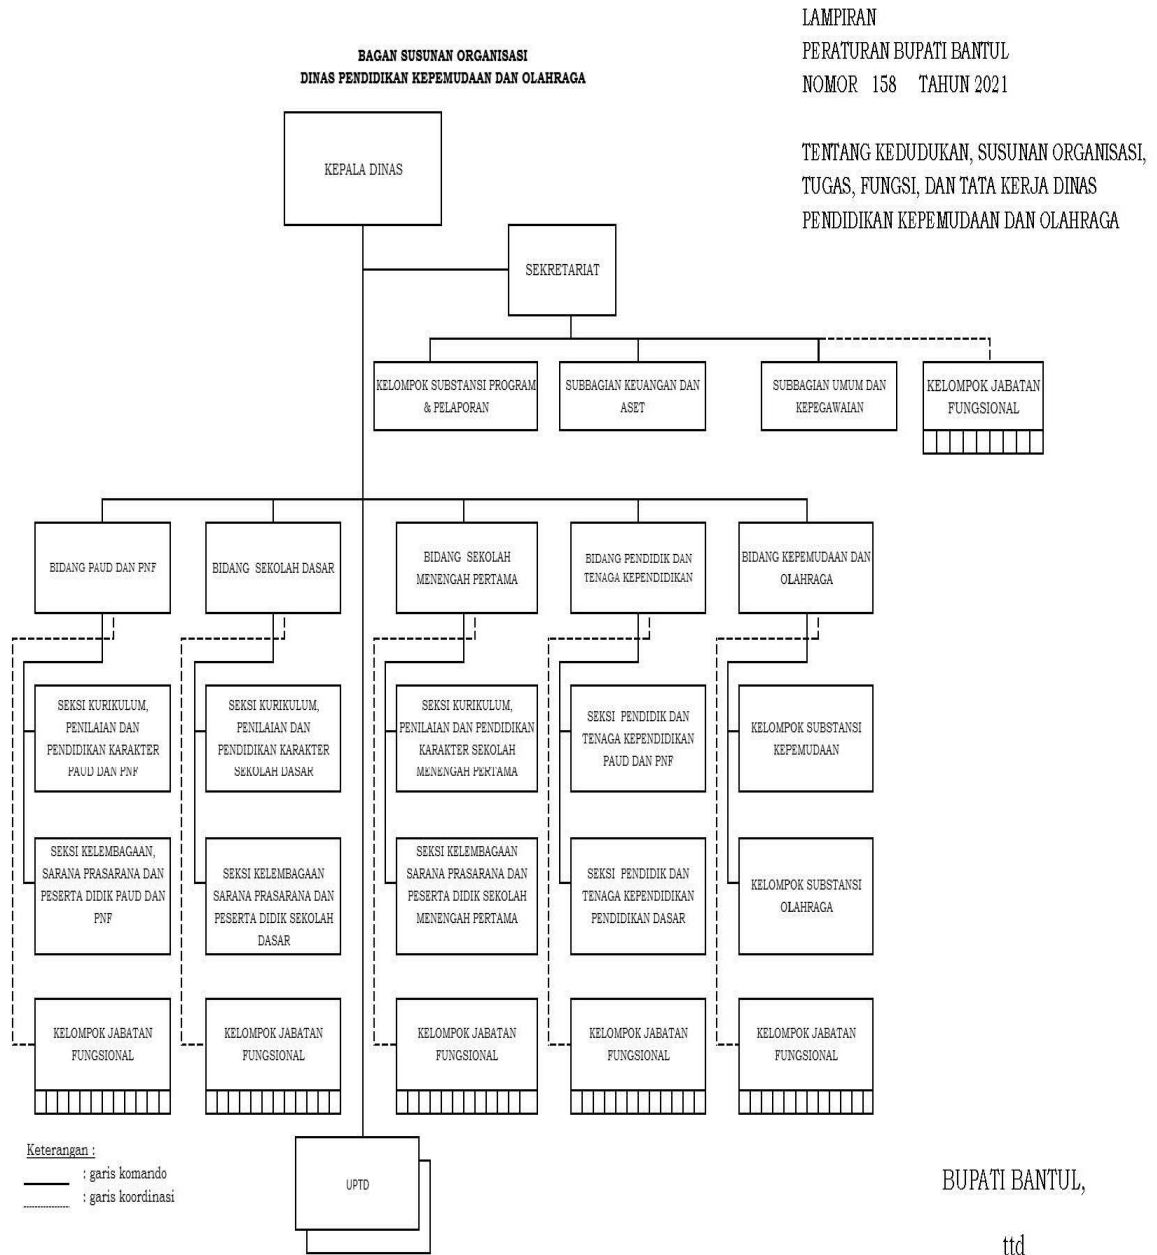 LAMPIRAN
PERATURAN BUPATI BANTUL
NOMOR 158 TAHUN 2021
TENTANG KEDUDUKAN, SUSUNAN ORGANISASI,
TUGAS, FUNGSI, DAN TATA KERJA DINAS
PENDIDIKAN KEPEMUDAAN DAN OLAHRAGA
BAGAN SUSUNAN ORGANISASI
DINAS PENDIDIKAN KEPEMUDAAN DAN OLAHRAGA
KEPALA DINAS
SEKRETARIAT
KELOMPOK SUBSTANSI PROGRAM
& PELAPORAN
SUBBAGIAN KEUANGAN DAN
ASET
SUBBAGIAN UMUM DAN
KEPEGAWAIAN
KELOMPOK JABATAN
FUNGSIONAL
BIDANG PAUD DAN PNF
BIDANG SEKOLAH DASAR
BIDANG SEKOLAH
MENENGAH PERTAMA
BIDANG PENDIDIK DAN
TENAGA KEPENDIDIKAN
BIDANG KEPEMUDAAN DAN
OLAHRAGA
SEKSI KURIKULUM,
PENILAIAN DAN
PENDIDIKAN KARAKTER
PAUD DAN PNF
SEKSI KURIKULUM,
PENILAIAN DAN
PENDIDIKAN KARAKTER
SEKOLAH DASAR
SEKSI KURIKULUM,
PENILAIAN DAN PENDIDIKAN
KARAKTER SEKOLAH
MENENGAH PERTAMA
SEKSI PENDIDIK DAN
TENAGA KEPENDIDIKAN
PAUD DAN PNF
KELOMPOK SUBSTANSI
KEPEMUDAAN
SEKSI KELEMBAGAAN,
SARANA PRASARANA DAN
PESERTA DIDIK PAUD DAN
PNF
SEKSI KELEMBAGAAN
SARANA PRASARANA DAN
PESERTA DIDIK SEKOLAH
DASAR
SEKSI KELEMBAGAAN
SARANA PRASARANA DAN
PESERTA DIDIK SEKOLAH
MENENGAH PERTAMA
SEKSI PENDIDIK DAN
TENAGA KEPENDIDIKAN
PENDIDIKAN DASAR
KELOMPOK SUBSTANSI
OLAHRAGA
KELOMPOK JABATAN
FUNGSIONAL
KELOMPOK JABATAN
FUNGSIONAL
KELOMPOK JABATAN
FUNGSIONAL
KELOMPOK JABATAN
FUNGSIONAL
KELOMPOK JABATAN
FUNGSIONAL
Keterangan :
: garis komando
: garis koordinasi
UPTD
BUPATI BANTUL,
ttd